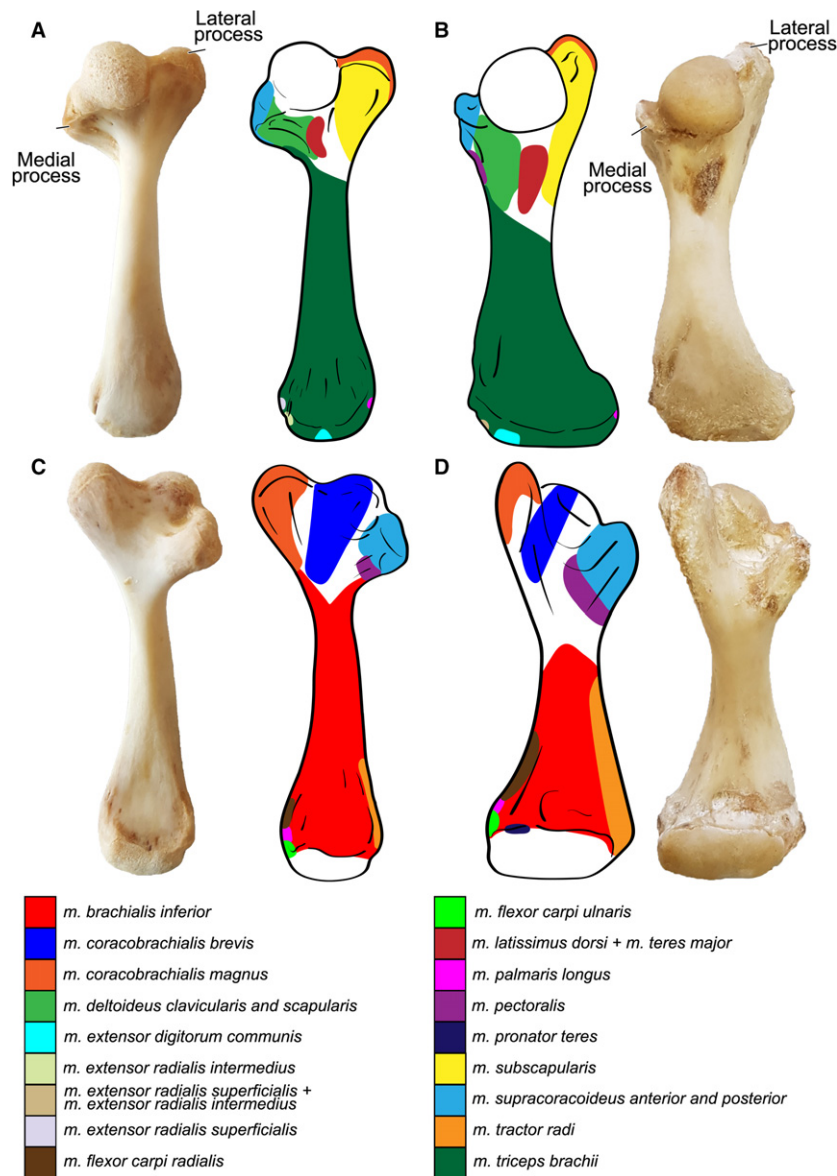 A
Lateral
process
Medial
process
B
Lateral
process
Medial
process
C
D
m. brachialis inferior
m. coracobrachialis brevis
m. coracobrachialis magnus
m. deltoideus clavicularis and scapularis
m. extensor digitorum communis
m. extensor radialis intermedius
m. extensor radialis superficialis +
m. extensor radialis intermedius
m. extensor radialis superficialis
m. flexor carpi radialis
m. flexor carpi ulnaris
m. latissimus dorsi + m. teres major
m. palmaris longus
m. pectoralis
m. pronator teres
m. subscapularis
m. supracoracoideus anterior and posterior
m. tractor radi
m. triceps brachii